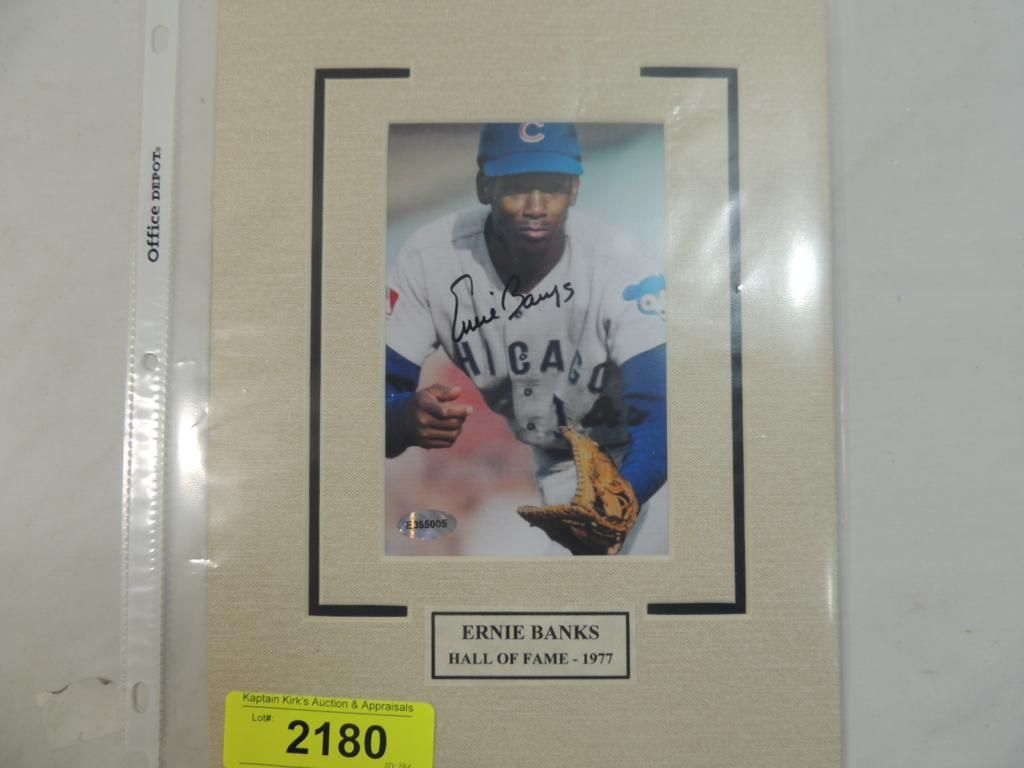 Office DEPOT.
C
Ernie Banks
CHICAGO
E355005
ERNIE BANKS
HALL OF FAME - 1977
Kaptain Kirk's Auction & Appraisals
Lot#:
2180